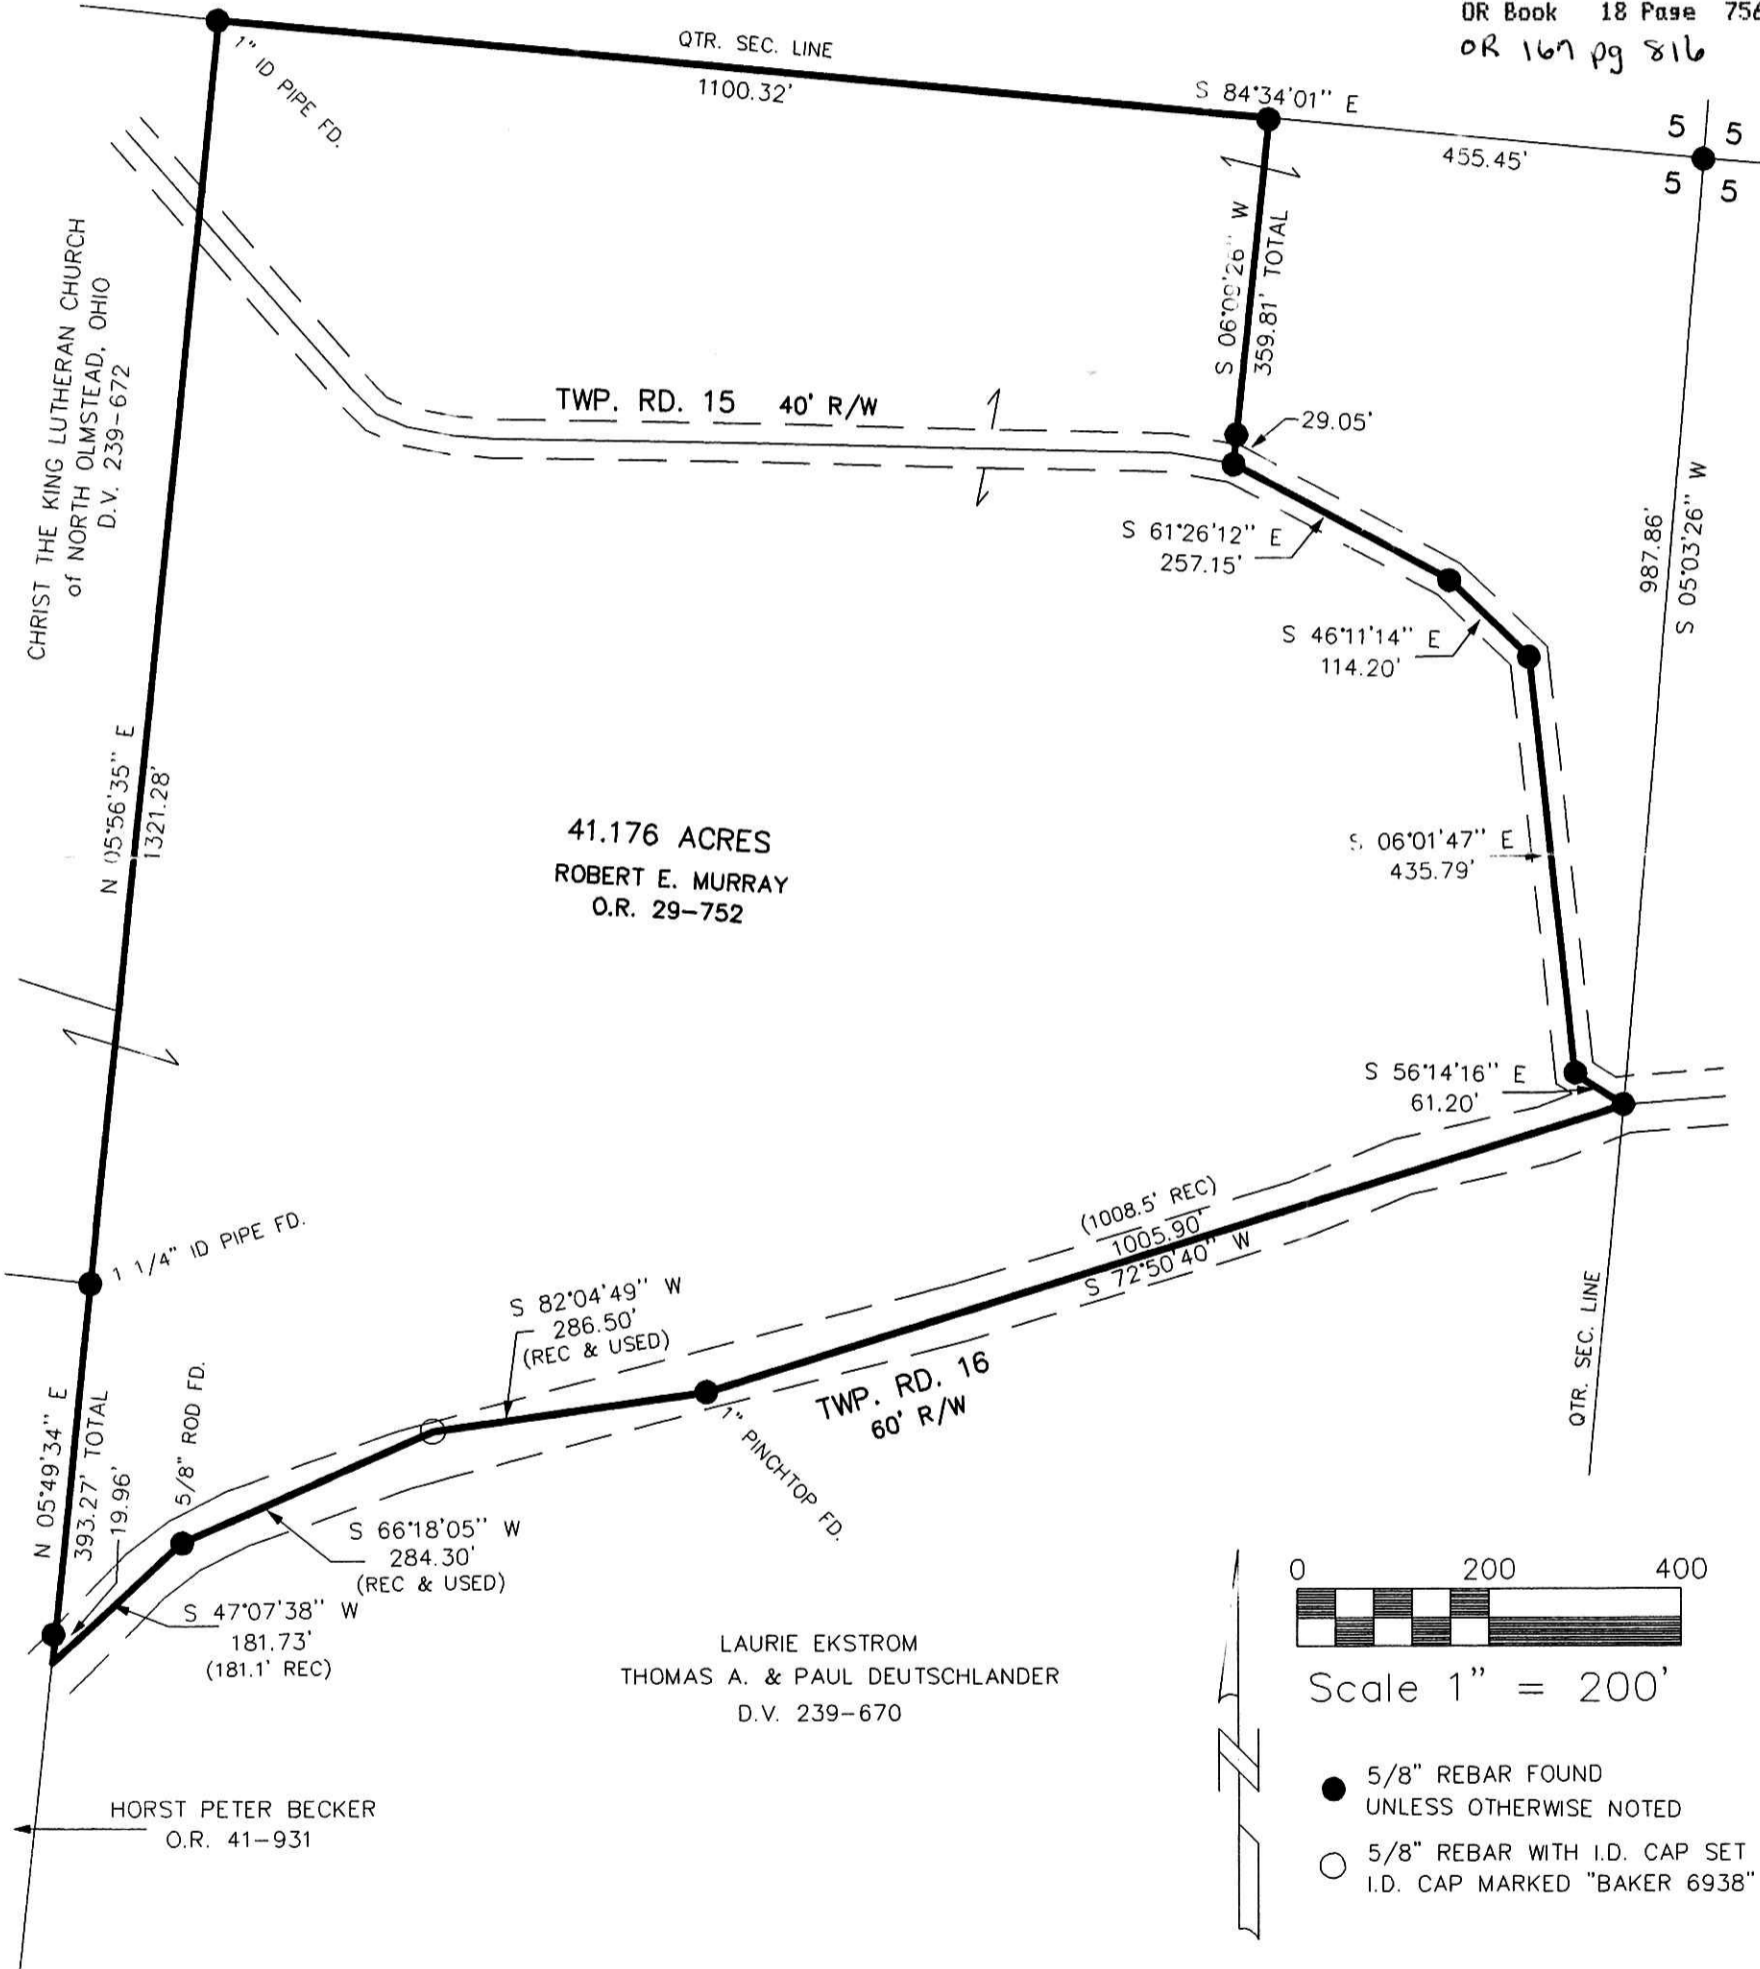 OR Book 18 Page 756
OR 167 pg 816
QTR. SEC. LINE
1100.32'
S 84°34'01" E
455.45'
5 5
5 5
1" ID PIPE FD.
CHRIST THE KING LUTHERAN CHURCH
of NORTH OLMSTEAD, OHIO
D.V. 239-672
S 06° '26" W
359.81' TOTAL
TWP. RD. 15 40' R/W
29.05'
S 61°26'12" E
257.15'
S 46°11'14" E
114.20'
987.86'
S 05°03'26" W
N 05°56'35" E
1321.28'
41.176 ACRES
ROBERT E. MURRAY
O.R. 29-752
S 06°01'47" E
435.79'
S 56°14'16" E
61.20'
1 1/4" ID PIPE FD.
(1008.5' REC)
1005.90'
S 72°50'40" W
S 82°04'49" W
286.50'
(REC & USED)
TWP. RD. 16
60' R/W
QTR. SEC. LINE
N 05°49'34" E
393.27' TOTAL
19.96'
5/8" ROD FD.
1" PINCHTOP FD.
S 66°18'05" W
284.30'
(REC & USED)
S 47°07'38" W
181.73'
(181.1' REC)
LAURIE EKSTROM
THOMAS A. & PAUL DEUTSCHLANDER
D.V. 239-670
0 200 400
Scale 1" = 200'
N
HORST PETER BECKER
O.R. 41-931
5/8" REBAR FOUND
UNLESS OTHERWISE NOTED
5/8" REBAR WITH I.D. CAP SET
I.D. CAP MARKED "BAKER 6938"